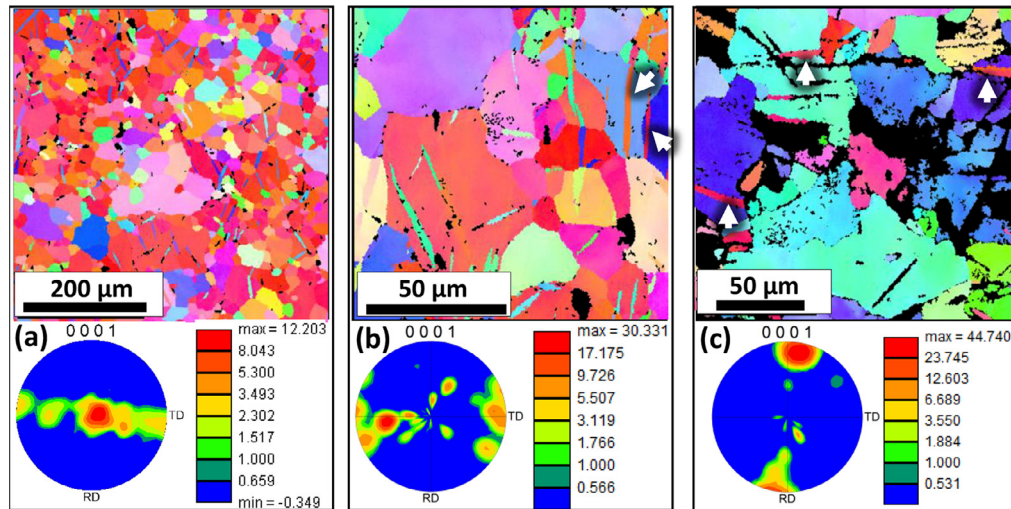 200 µm
(a)
0 0 0 1
max = 12.203
8.043
5.300
3.493
2.302
1.517
1.000
0.659
min = -0.349
TD
RD
50 µm
(b)
0 0 0 1
max = 30.331
17.175
9.726
5.507
3.119
1.766
1.000
0.566
TD
RD
50 µm
(c)
0 0 0 1
max = 44.740
23.745
12.603
6.689
3.550
1.884
1.000
0.531
TD
RD